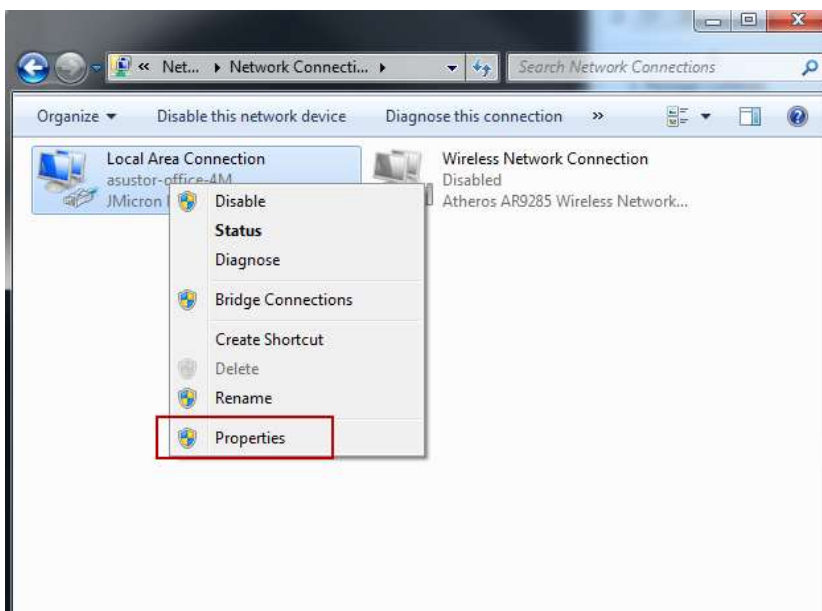 « Net... Network Connecti...
Search Network Connections
Organize Disable this network device Diagnose this connection »
Local Area Connection
asustor-office-4M
JMicron
Wireless Network Connection
Disabled
Atheros AR9285 Wireless Network...
Disable
Status
Diagnose
Bridge Connections
Create Shortcut
Delete
Rename
Properties